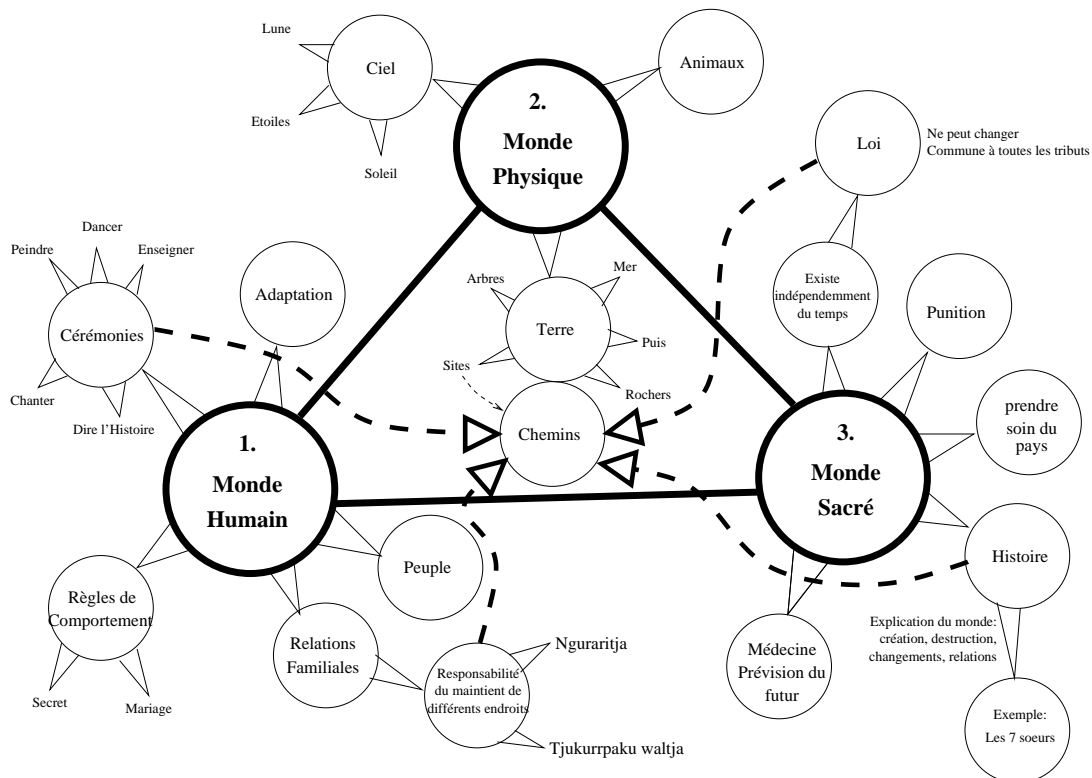 Lune
Ciel
Etoiles
Soleil
2.
Monde
Physique
Animaux
Loi
Ne peut changer
Commune à toutes les tributs
Peindre
Dancer
Enseigner
Cérémonies
Chanter
Dire l'Histoire
Adaptation
Arbres
Mer
Terre
Puis
Sites
Rochers
Chemins
Existe
indépendemment
du temps
Punition
prendre
soin du
pays
1.
Monde
Humain
3.
Monde
Sacré
Histoire
Explication du monde:
création, destruction,
changements, relations
Exemple:
Les 7 soeurs
Règles de
Comportement
Secret
Mariage
Relations
Familiales
Peuple
Responsabilité
du maintient de
différents endroits
Nguraritja
Tjukurrpaku waltja
Médecine
Prévision du
futur